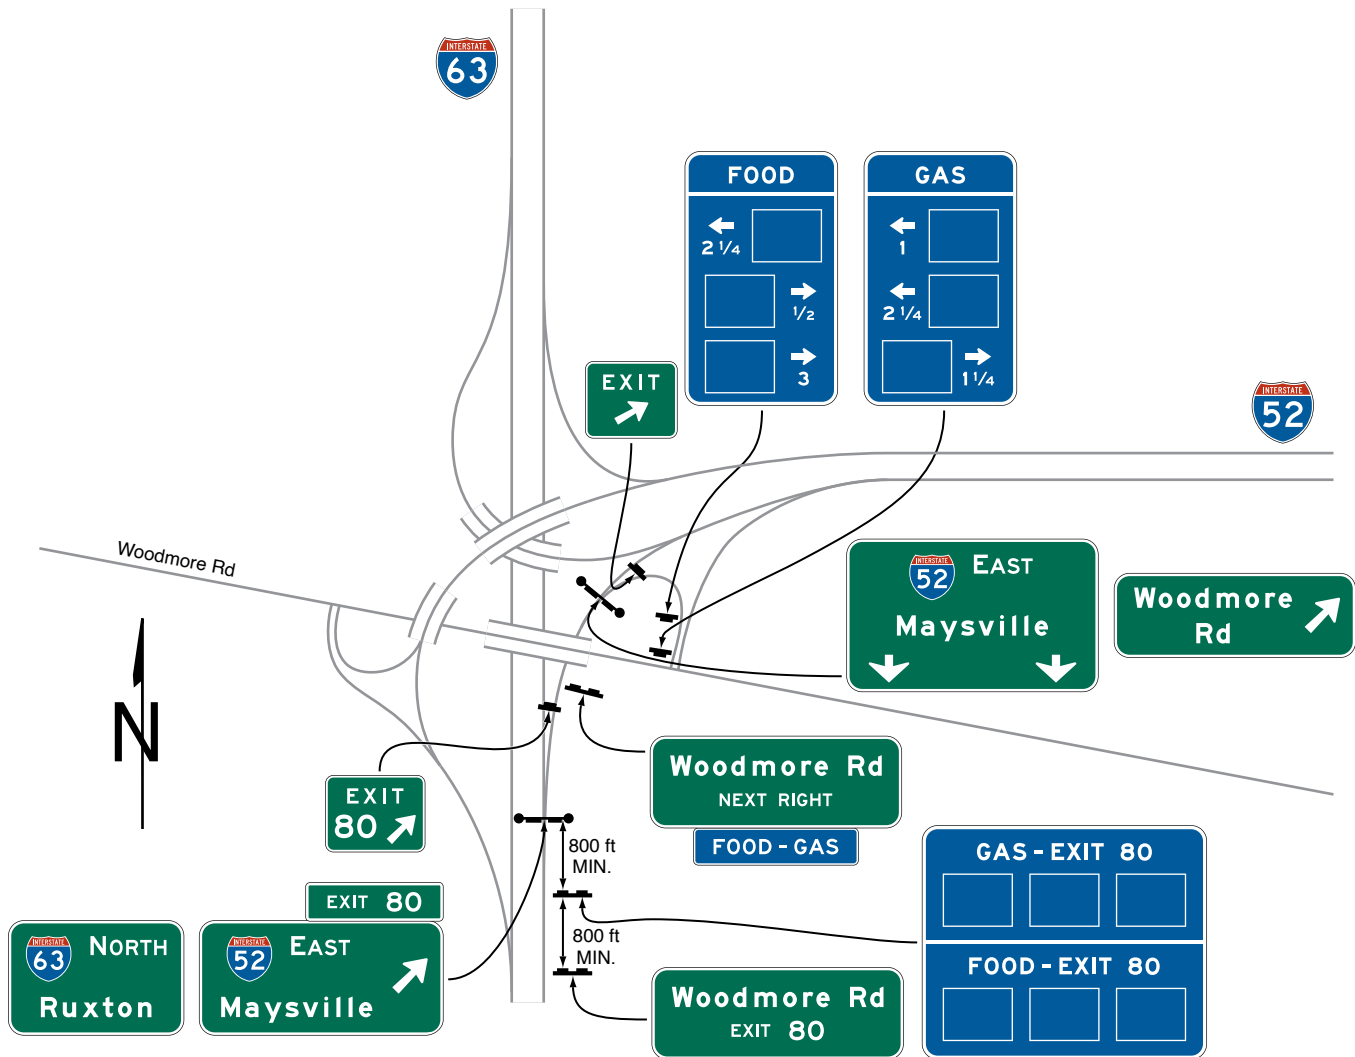 INTERSTATE
63
FOOD
2 1/4
1/2
3
GAS
1
2 1/4
1 1/4
EXIT
INTERSTATE
52
Woodmore Rd
INTERSTATE
52
EAST
Maysville
Woodmore
Rd
N
Woodmore Rd
NEXT RIGHT
FOOD - GAS
EXIT
80
800 ft
MIN.
GAS - EXIT 80
FOOD - EXIT 80
EXIT 80
INTERSTATE
63
NORTH
Ruxton
INTERSTATE
52
EAST
Maysville
800 ft
MIN.
Woodmore Rd
EXIT 80